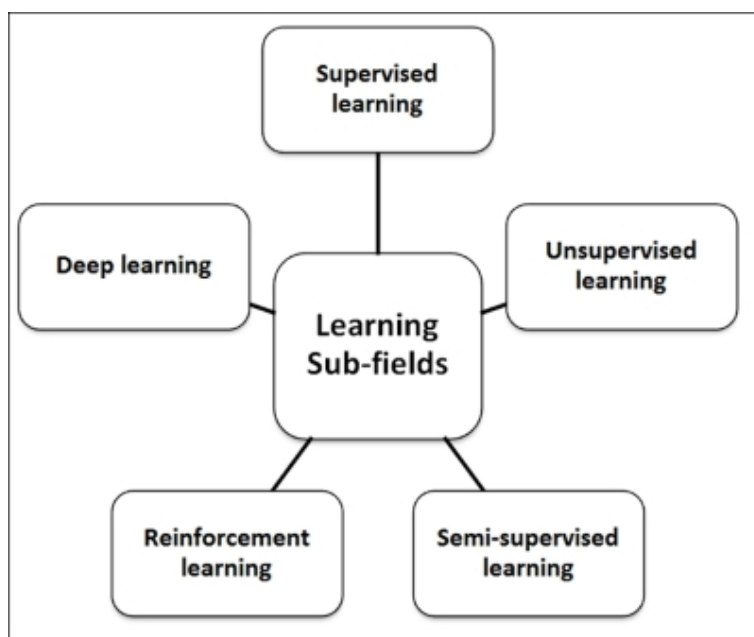 Supervised
learning
Deep learning
Unsupervised
learning
Learning
Sub-fields
Reinforcement
learning
Semi-supervised
learning